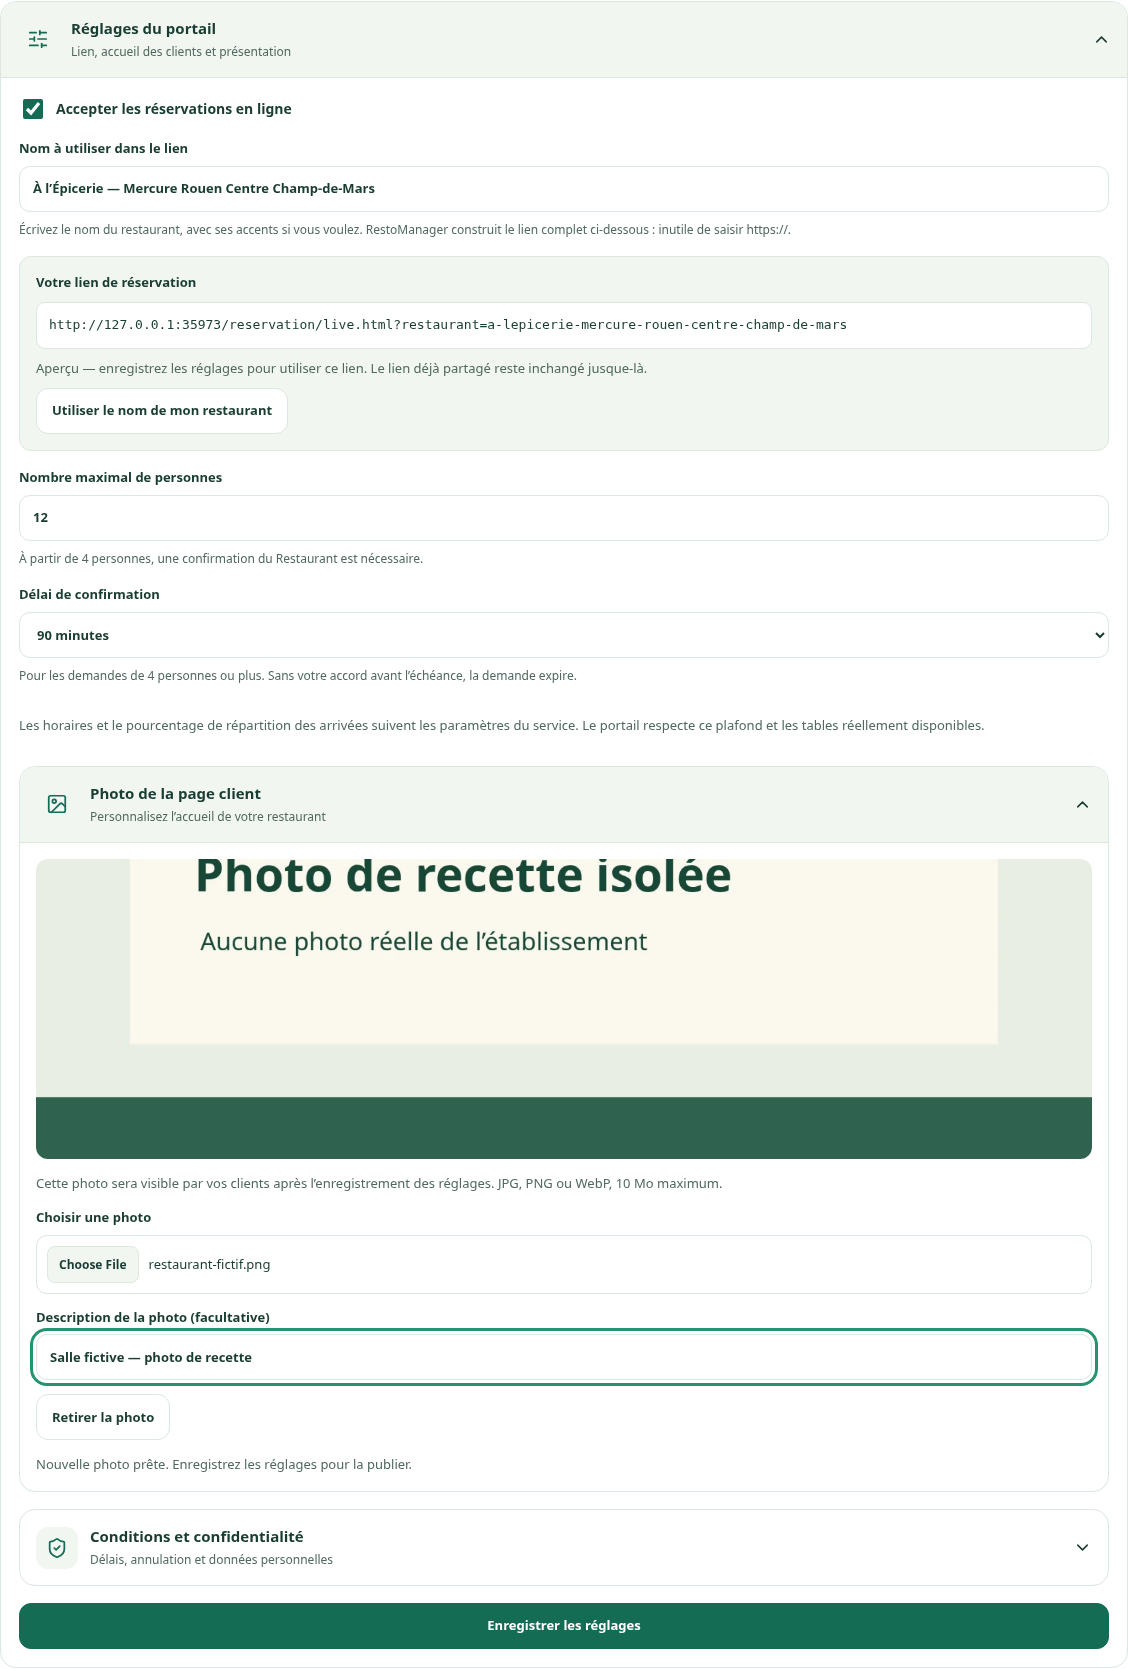 Réglages du portail
Lien, accueil des clients et présentation
Accepter les réservations en ligne
Nom à utiliser dans le lien
À l’Épicerie — Mercure Rouen Centre Champ-de-Mars
Écrivez le nom du restaurant, avec ses accents si vous voulez. RestoManager construit le lien complet ci-dessous : inutile de saisir https://.
Votre lien de réservation
http://127.0.0.1:35973/reservation/live.html?restaurant=a-lepicerie-mercure-rouen-centre-champ-de-mars
Aperçu — enregistrez les réglages pour utiliser ce lien. Le lien déjà partagé reste inchangé jusque-là.
Utiliser le nom de mon restaurant
Nombre maximal de personnes
12
À partir de 4 personnes, une confirmation du Restaurant est nécessaire.
Délai de confirmation
90 minutes
Pour les demandes de 4 personnes ou plus. Sans votre accord avant l’échéance, la demande expire.
Les horaires et le pourcentage de répartition des arrivées suivent les paramètres du service. Le portail respecte ce plafond et les tables réellement disponibles.
Photo de la page client
Personnalisez l’accueil de votre restaurant
Photo de recette isolée
Aucune photo réelle de l’établissement
Cette photo sera visible par vos clients après l’enregistrement des réglages. JPG, PNG ou WebP, 10 Mo maximum.
Choisir une photo
Choose File restaurant-fictif.png
Description de la photo (facultative)
Salle fictive — photo de recette
Retirer la photo
Nouvelle photo prête. Enregistrez les réglages pour la publier.
Conditions et confidentialité
Délais, annulation et données personnelles
Enregistrer les réglages